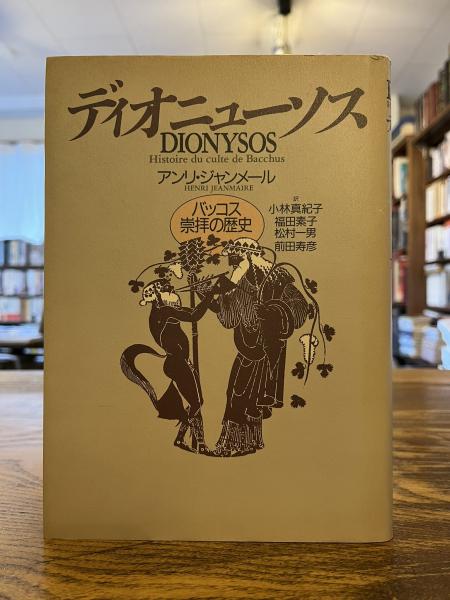 ディオニューソス
DIONYSOS
Histoire du culte de Bacchus
アンリ・ジャンメール
HENRI JEANMAIRE
バッコス
崇拝の歴史
訳
小林真紀子
福田素子
松村一男
前田寿彦